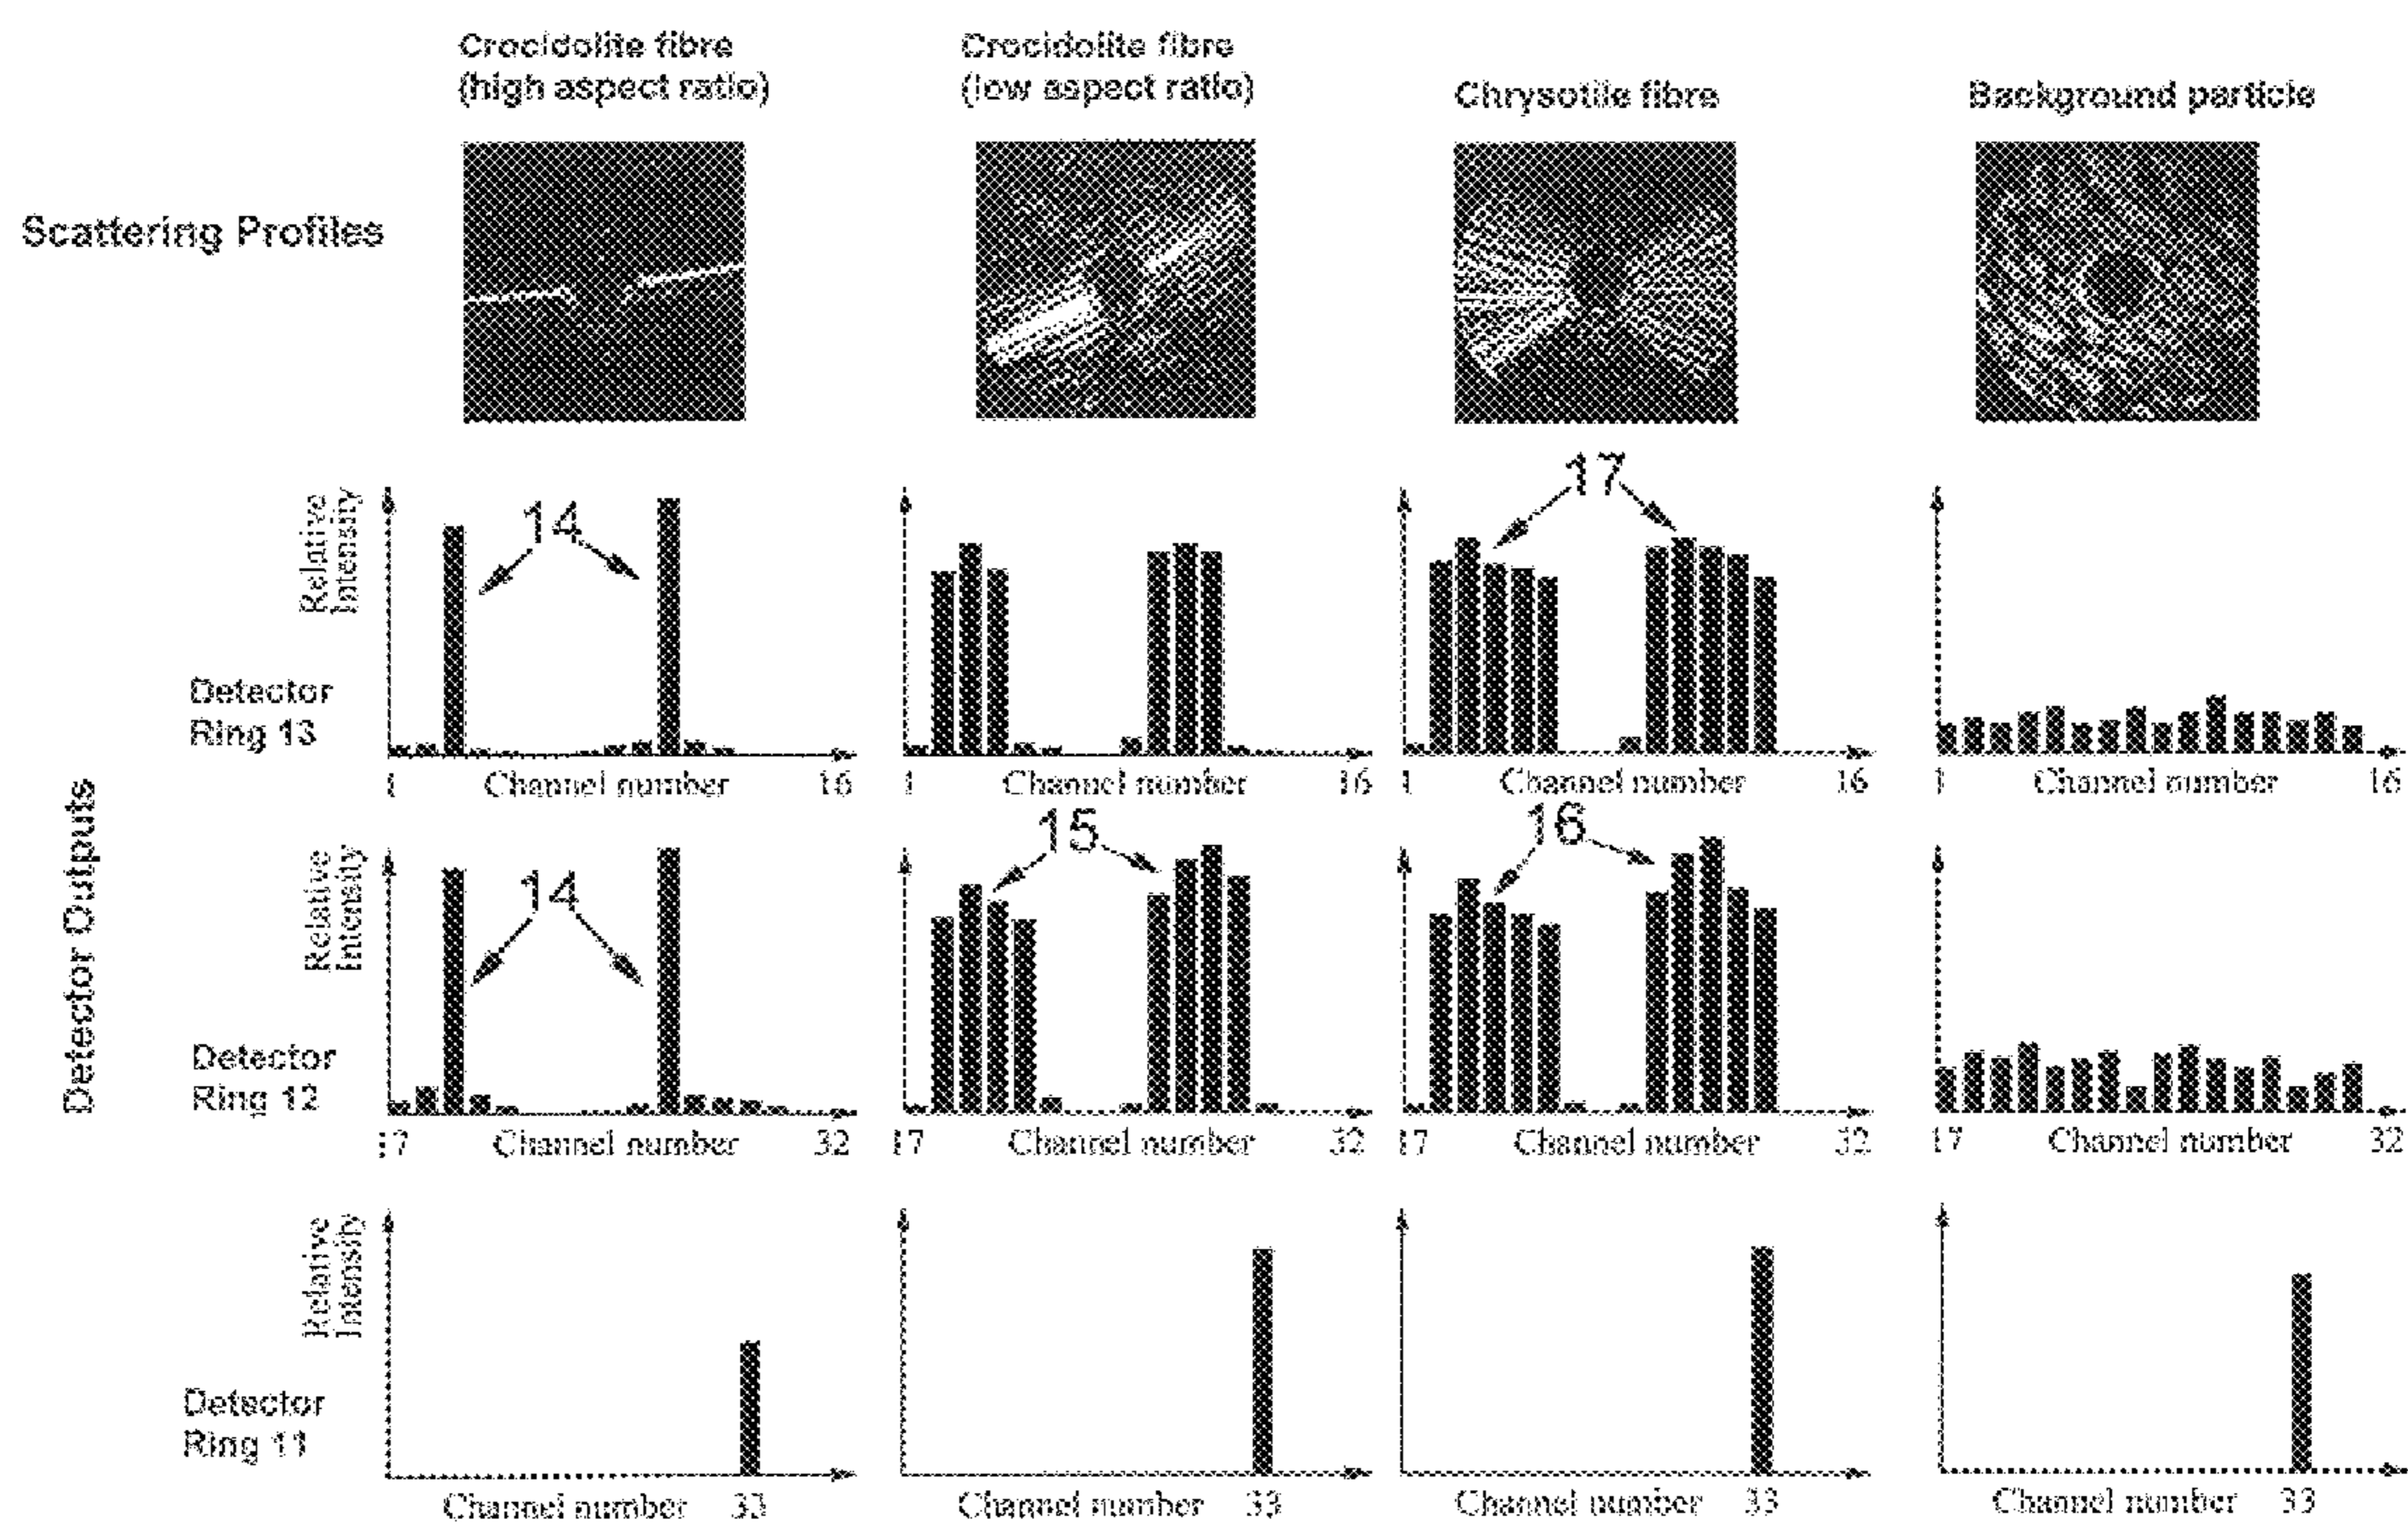 Crocidolite fibre
(high aspect ratio)
Crocidolite fibre
(low aspect ratio)
Chrysotile fibre
Background particle
Scattering Profiles
Detector Outputs
Detector
Ring 13
Relative
Intensity
14
17
1 Channel number 16
1 Channel number 16
1 Channel number 16
1 Channel number 16
Detector
Ring 12
Relative
Intensity
14
15
16
17 Channel number 32
17 Channel number 32
17 Channel number 32
17 Channel number 32
Detector
Ring 11
Relative
Intensity
Channel number 33
Channel number 33
Channel number 33
Channel number 33